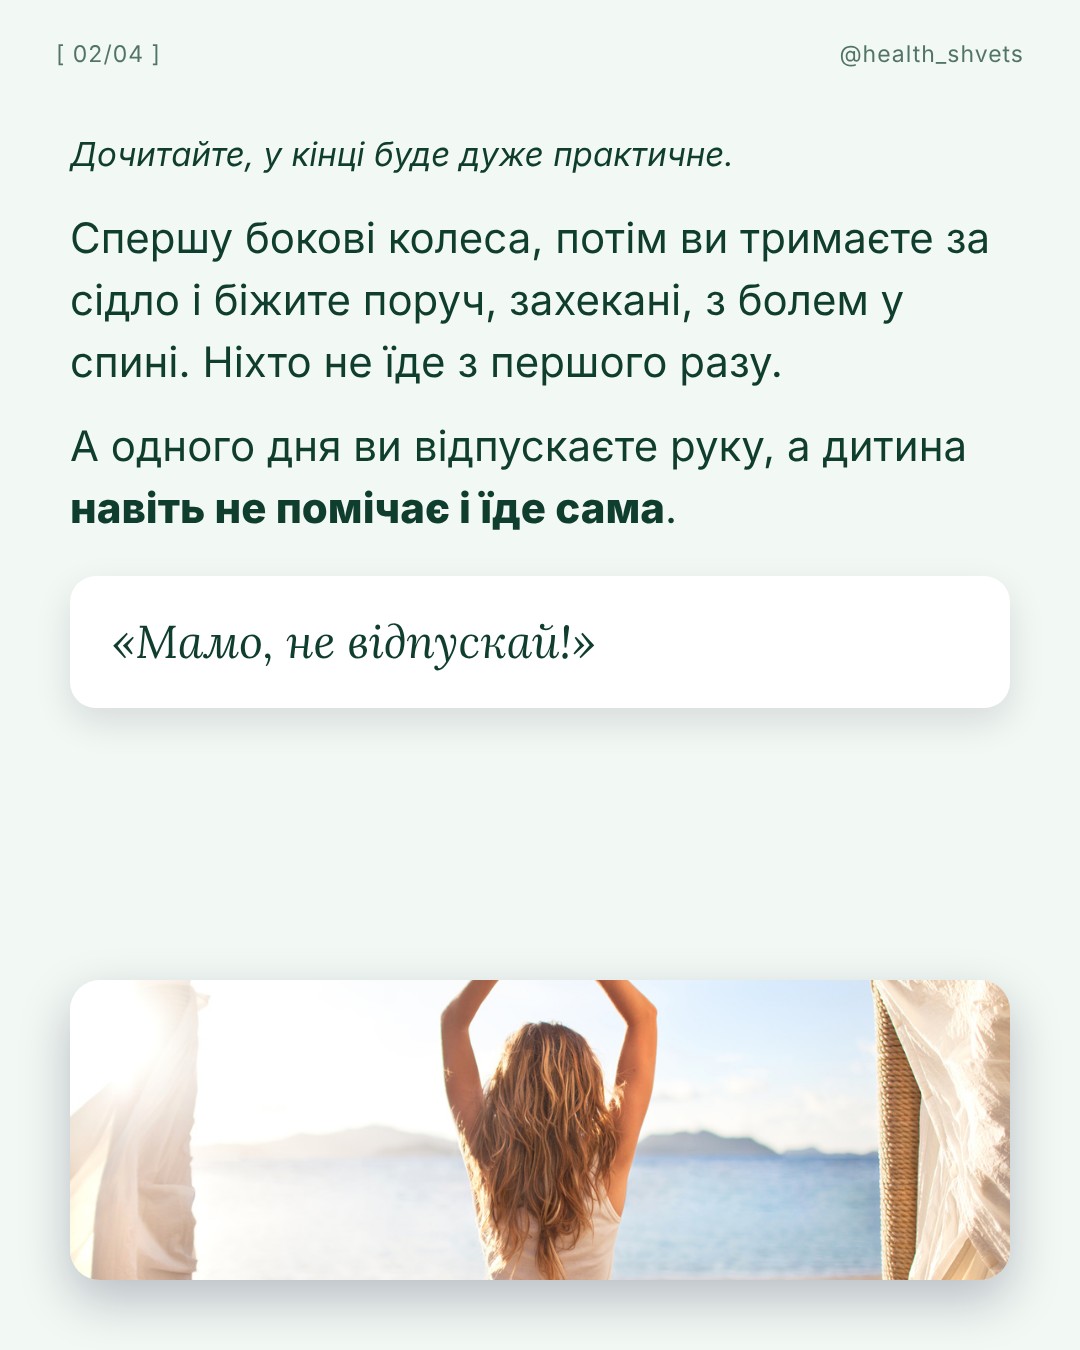 [ 02/04 ]
@health_shvets
Дочитайте, у кінці буде дуже практичне.
Спершу бокові колеса, потім ви тримаєте за
сідло і біжите поруч, захекані, з болем у
спині. Ніхто не їде з першого разу.
А одного дня ви відпускаєте руку, а дитина
навіть не помічає і їде сама.
«Мамо, не відпускай!»